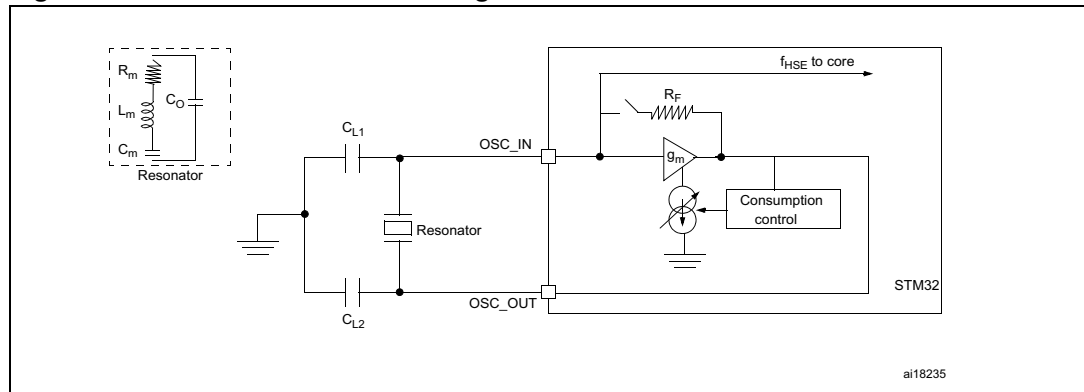 fHSE to core
Rm
RF
CO
Lm
CL1
OSC_IN
Cm
gm
Resonator
Consumption
control
Resonator
STM32
OSC_OUT
CL2
ai18235